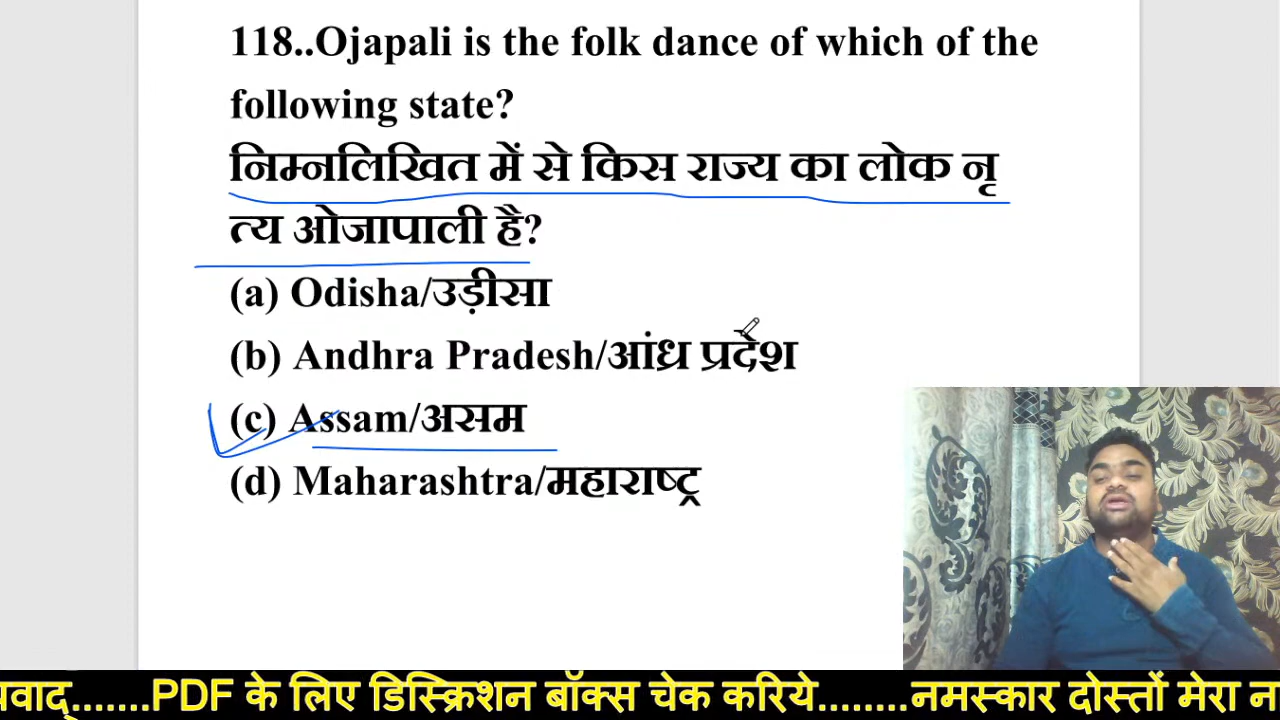 118..Ojapali is the folk dance of which of the
following state?
निम्नलिखित में से किस राज्य का लोक नृ
त्य ओजापाली है?
(a) Odisha/उड़ीसा
(b) Andhra Pradesh/आंध्र प्रदेश
(c) Assam/असम
(d) Maharashtra/महाराष्ट्र
यवाद्.......PDF के लिए डिस्क्रिशन बॉक्स चेक करिये........नमस्कार दोस्तों मेरा न